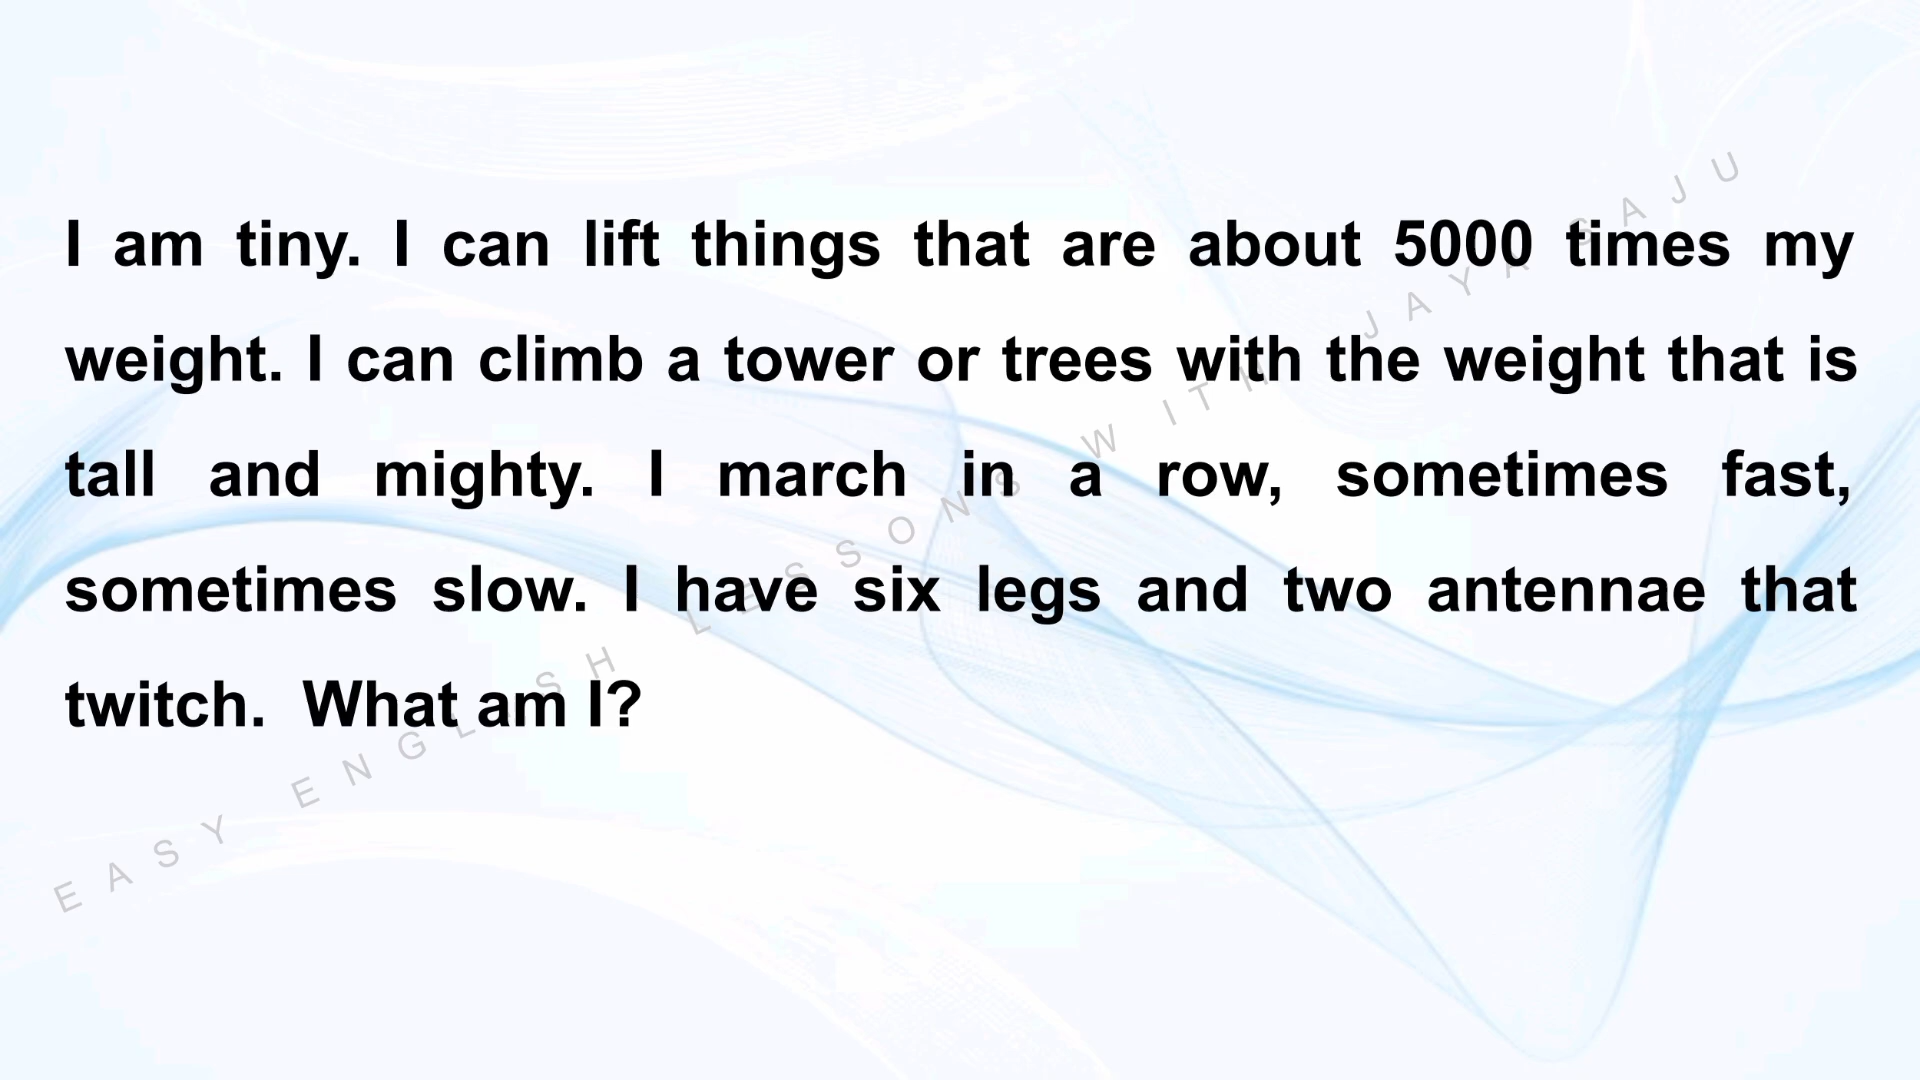 I am tiny. I can lift things that are about 5000 times my
weight. I can climb a tower or trees with the weight that is
tall and mighty. I march in a row, sometimes fast,
sometimes slow. I have six legs and two antennae that
twitch. What am I?
EASY ENGLISH LESSONS WITH JAYA SAJU